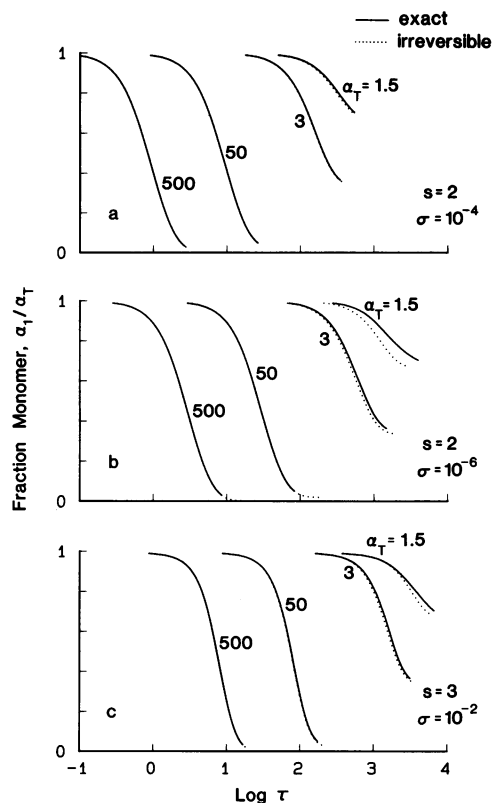 exact
irreversible
1
α_T = 1.5
3
50
500
a
s = 2
σ = 10⁻⁴
0
1
α_T = 1.5
3
50
500
b
s = 2
σ = 10⁻⁶
0
Fraction Monomer, α₁/α_T
1
α_T = 1.5
3
50
500
c
s = 3
σ = 10⁻²
0
-1 0 1 2 3 4
Log τ